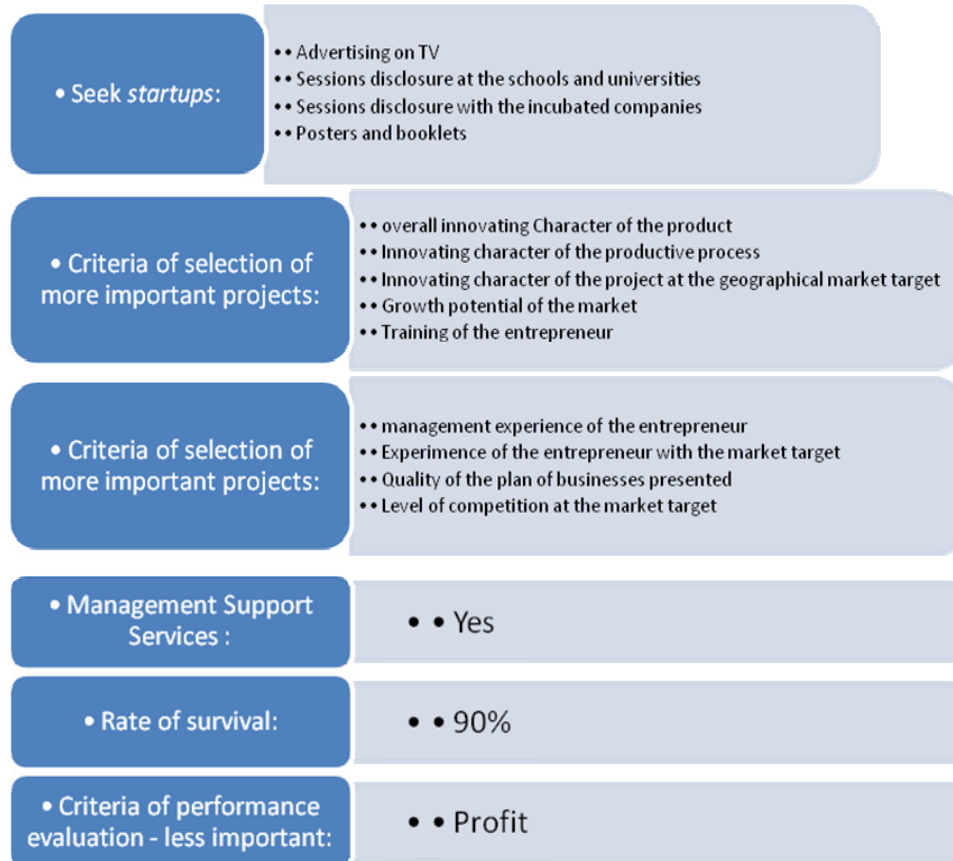 • Seek startups:
• • Advertising on TV
• • Sessions disclosure at the schools and universities
• • Sessions disclosure with the incubated companies
• • Posters and booklets
• Criteria of selection of
more important projects:
• • overall innovating Character of the product
• • Innovating character of the productive process
• • Innovating character of the project at the geographical market target
• • Growth potential of the market
• • Training of the entrepreneur
• Criteria of selection of
more important projects:
• • management experience of the entrepreneur
• • Experimence of the entrepreneur with the market target
• • Quality of the plan of businesses presented
• • Level of competition at the market target
• Management Support
Services :
• • Yes
• Rate of survival:
• • 90%
• Criteria of performance
evaluation - less important:
• • Profit